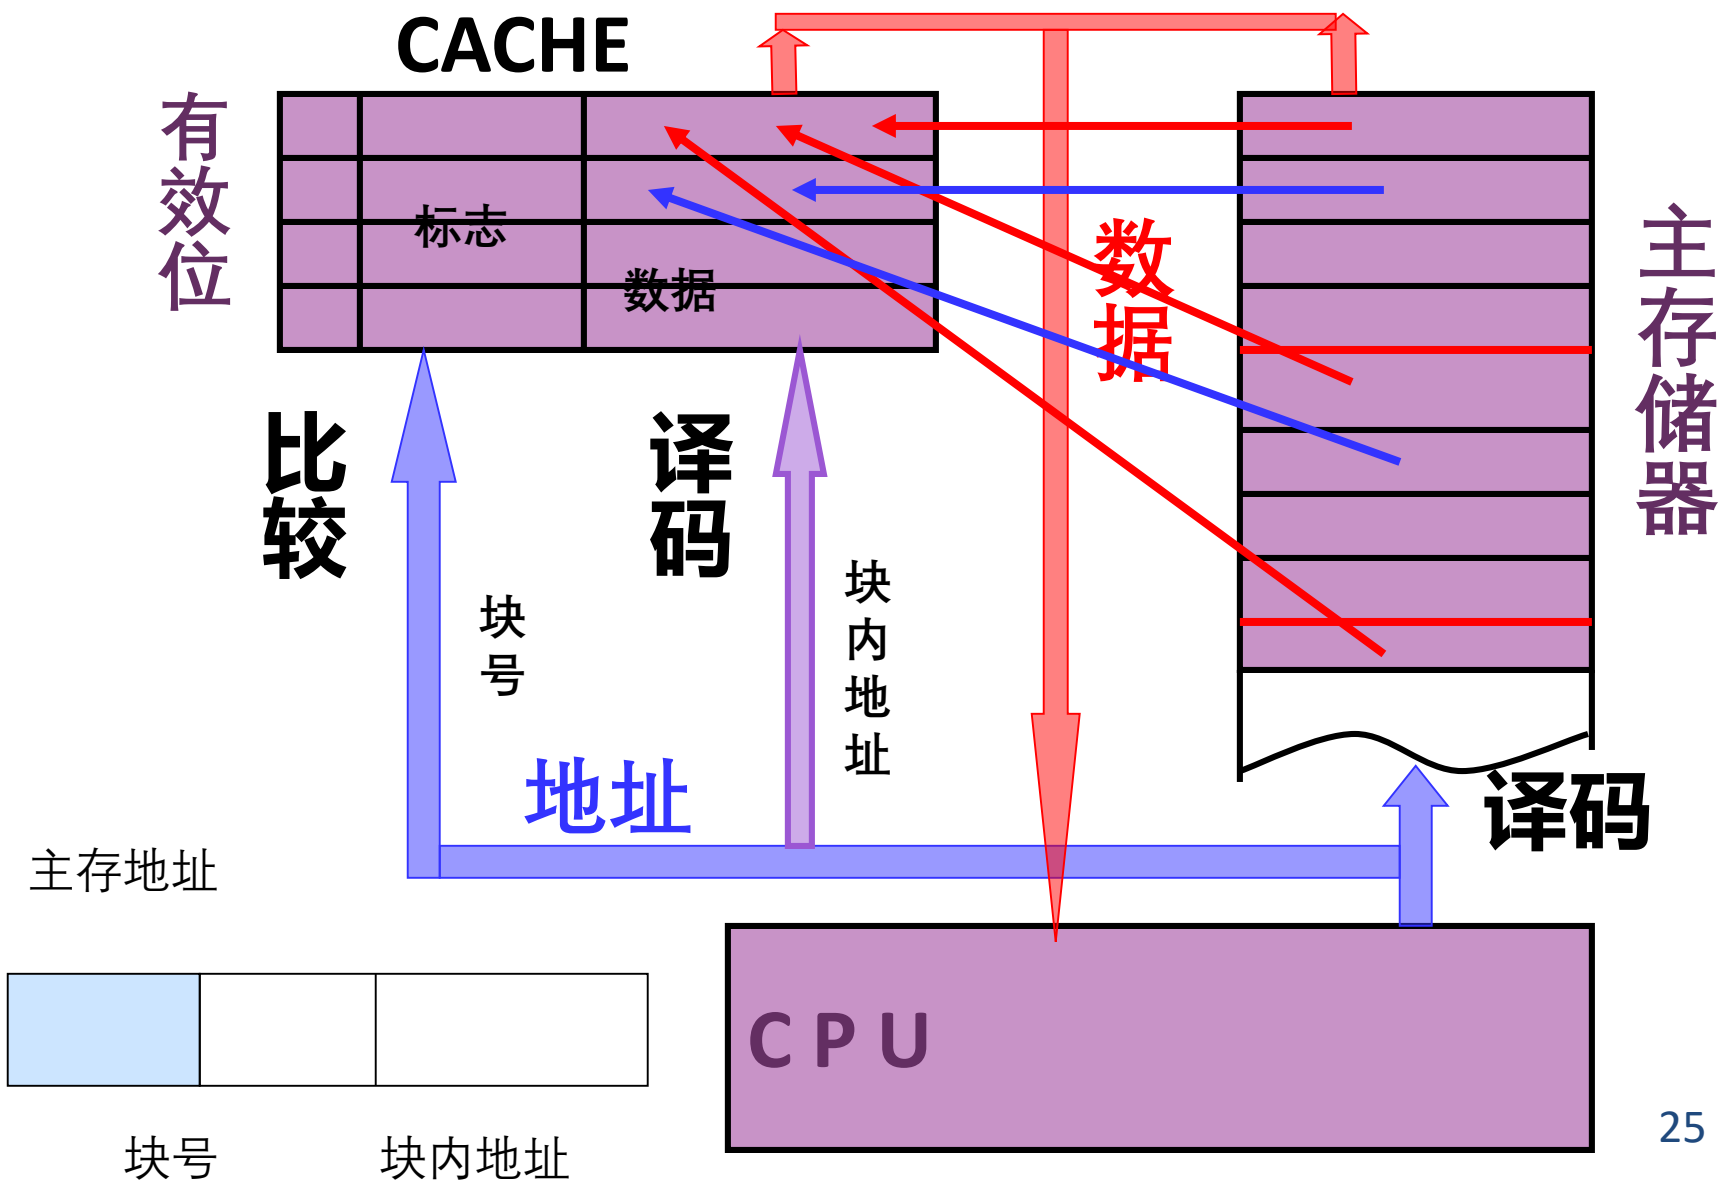 CACHE
有效位
标志
数据
数据
主存储器
比较
译码
块号
块内地址
地址
译码
主存地址
CPU
块号
块内地址
25